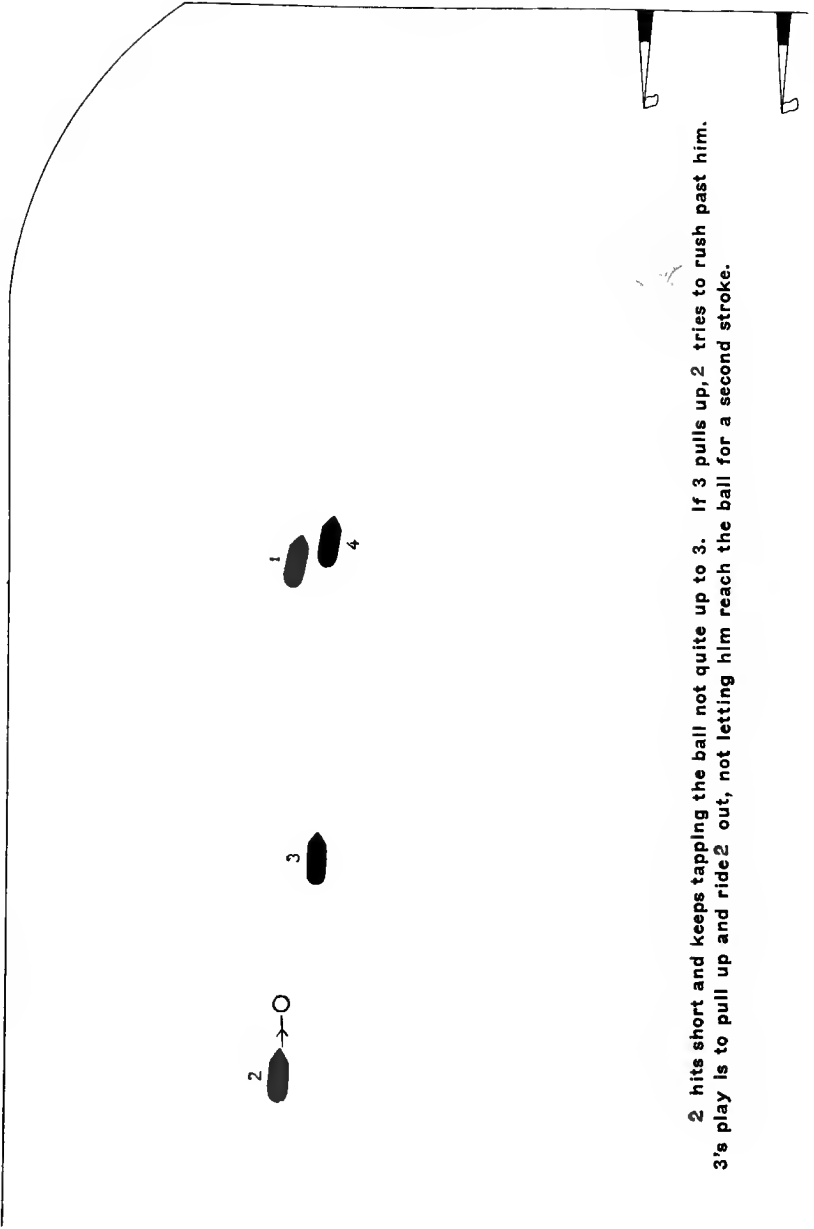 2
3
1
4
2 hits short and keeps tapping the ball not quite up to 3. If 3 pulls up, 2 tries to rush past him.
3's play is to pull up and ride 2 out, not letting him reach the ball for a second stroke.